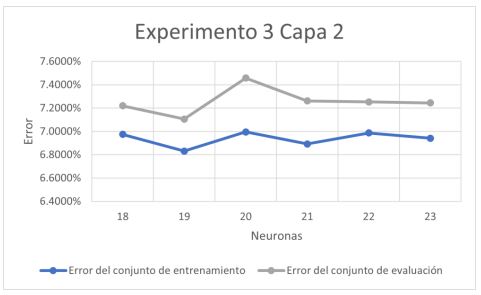 Experimento 3 Capa 2
7.6000%
7.4000%
7.2000%
7.0000%
6.8000%
6.6000%
6.4000%
Error
18 19 20 21 22 23
Neuronas
Error del conjunto de entrenamiento Error del conjunto de evaluación